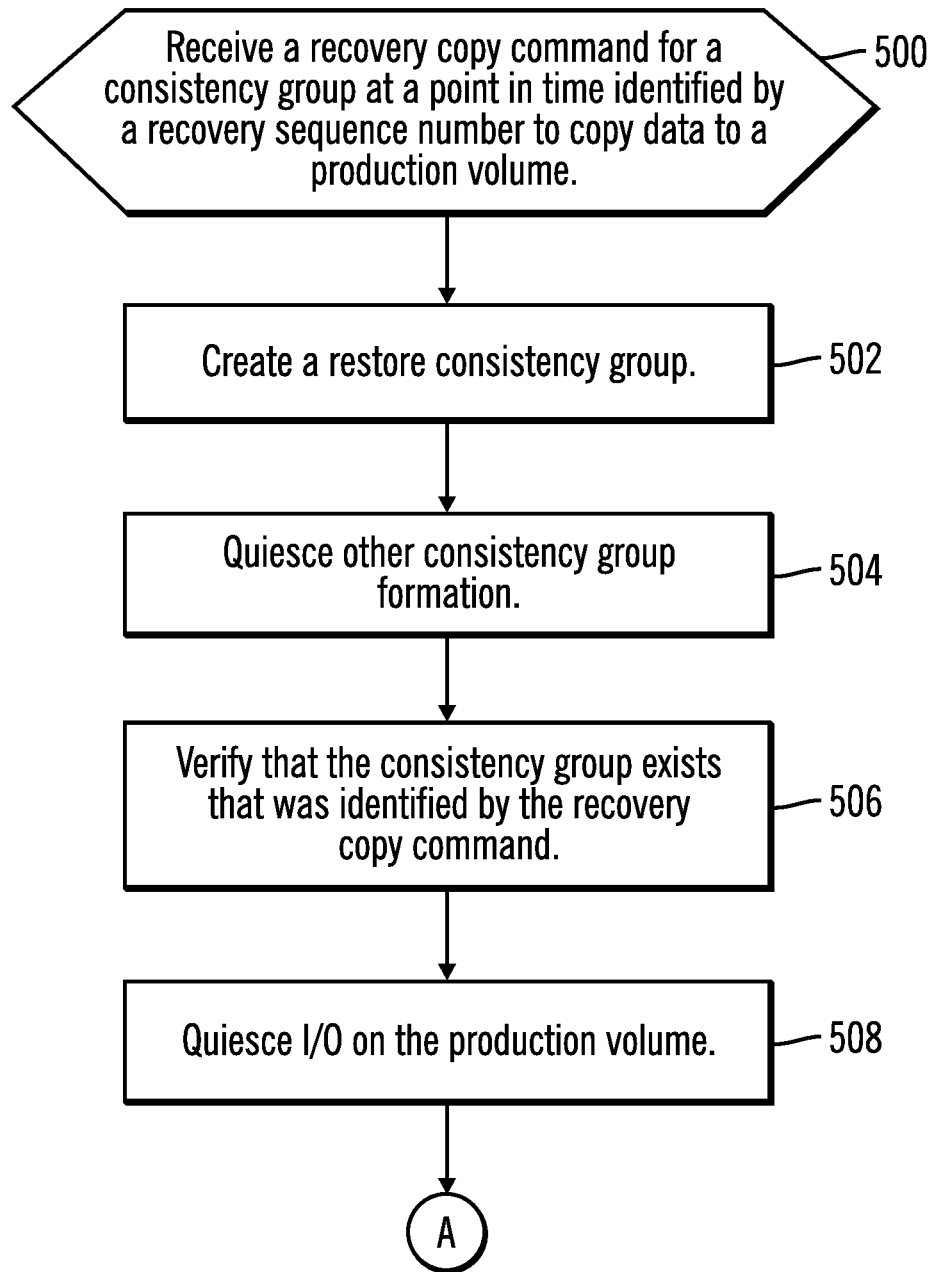 Receive a recovery copy command for a
consistency group at a point in time identified by
a recovery sequence number to copy data to a
production volume.
500
Create a restore consistency group.
502
Quiesce other consistency group
formation.
504
Verify that the consistency group exists
that was identified by the recovery
copy command.
506
Quiesce I/O on the production volume.
508
A